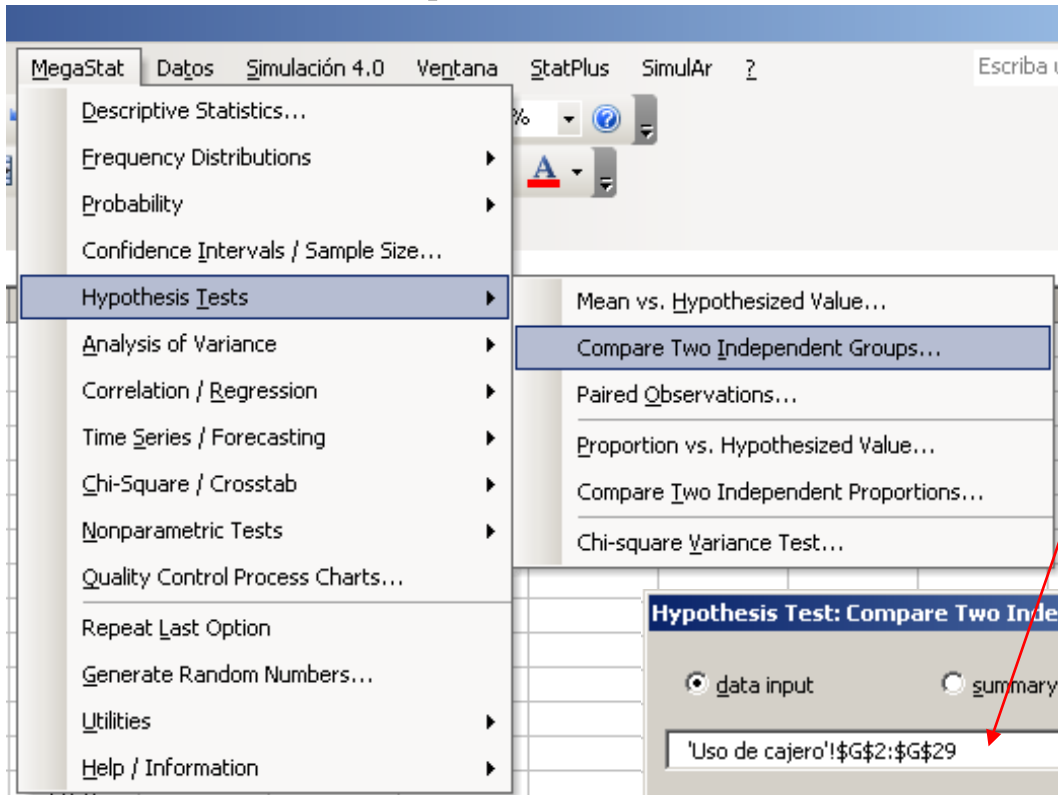 MegaStat Datos Simulación 4.0 Ventana StatPlus SimulAr ? Escriba
%
A
Descriptive Statistics...
Frequency Distributions
Probability
Confidence Intervals / Sample Size...
Hypothesis Tests
Analysis of Variance
Correlation / Regression
Time Series / Forecasting
Chi-Square / Crosstab
Nonparametric Tests
Quality Control Process Charts...
Repeat Last Option
Generate Random Numbers...
Utilities
Help / Information
Mean vs. Hypothesized Value...
Compare Two Independent Groups...
Paired Observations...
Proportion vs. Hypothesized Value...
Compare Two Independent Proportions...
Chi-square Variance Test...
Hypothesis Test: Compare Two Inde
data input summary
'Uso de cajero'!$G$2:$G$29